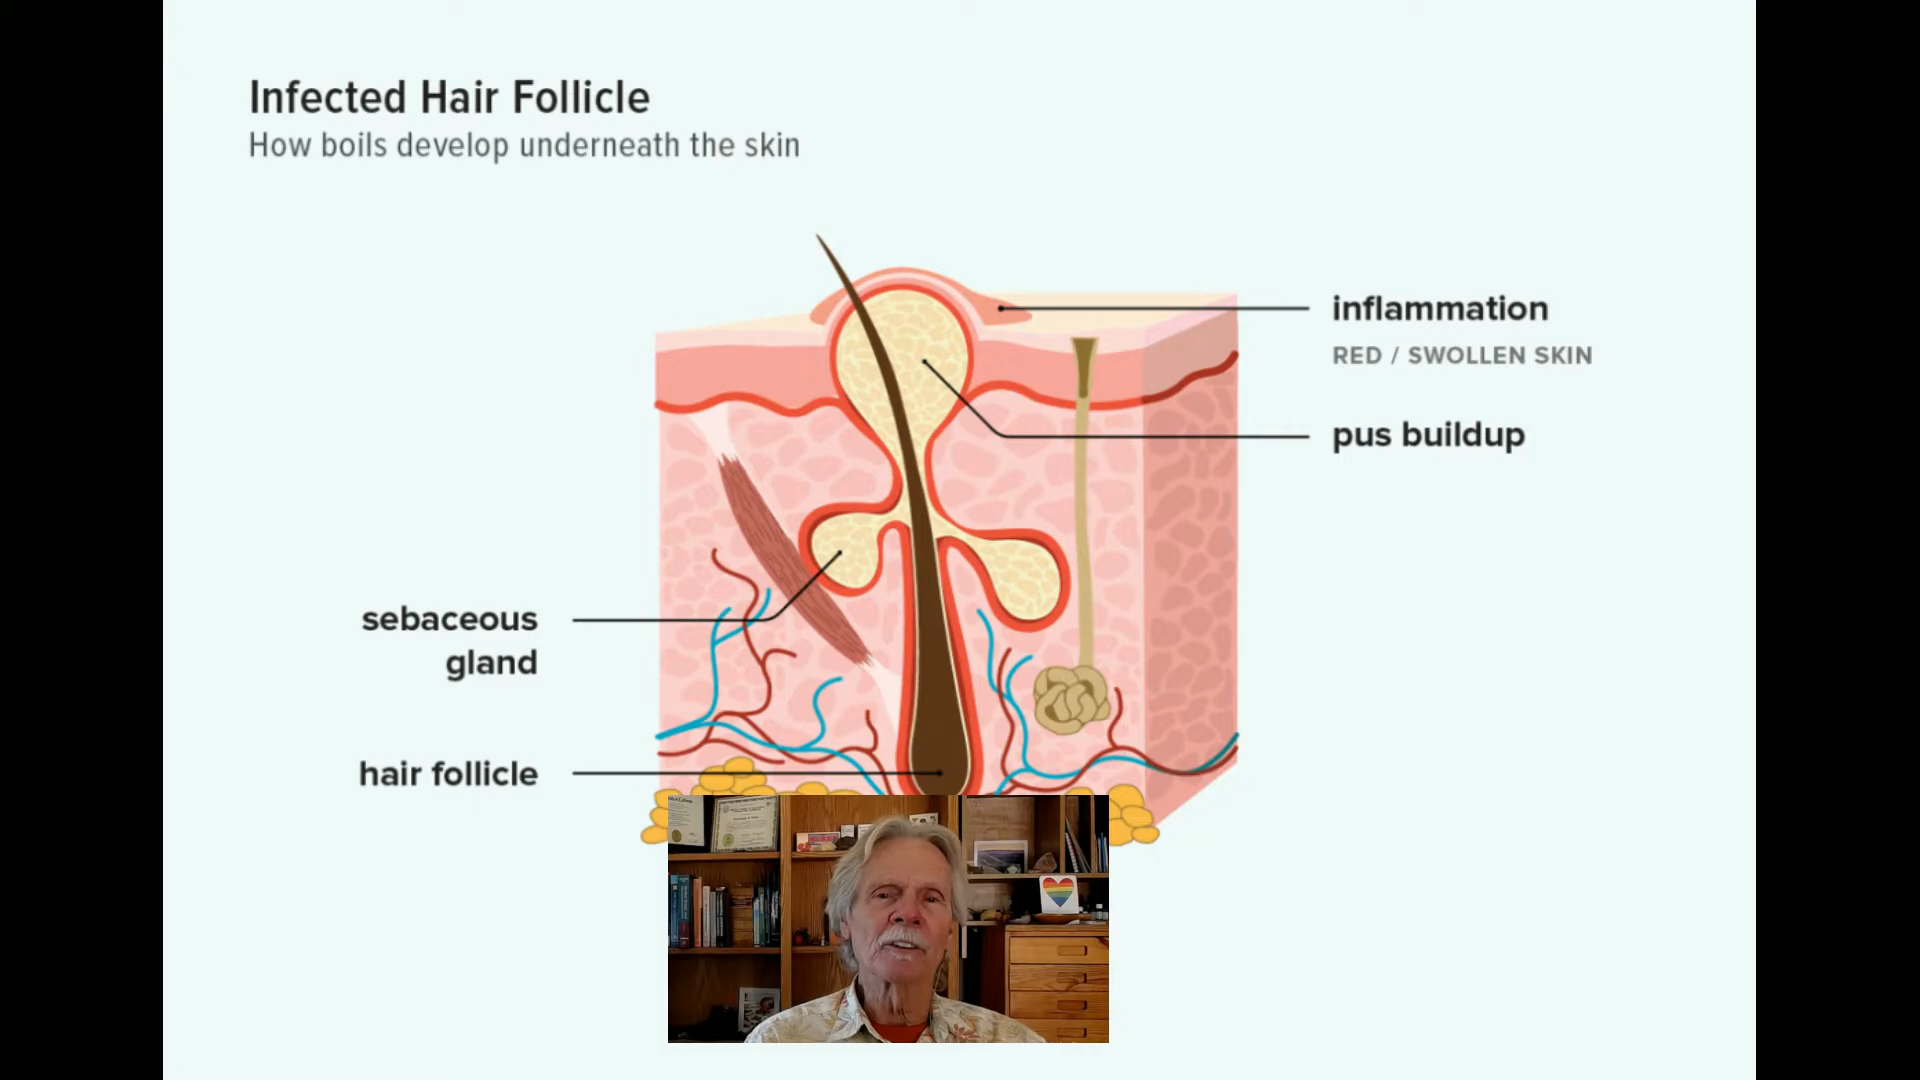 Infected Hair Follicle
How boils develop underneath the skin
inflammation
RED / SWOLLEN SKIN
pus buildup
sebaceous
gland
hair follicle